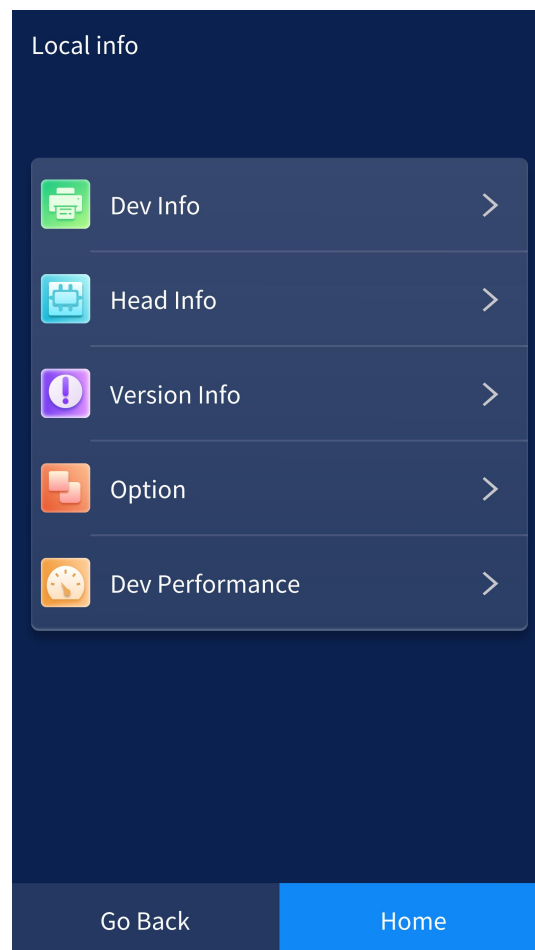 Local info
Dev Info
Head Info
Version Info
Option
Dev Performance
Go Back
Home